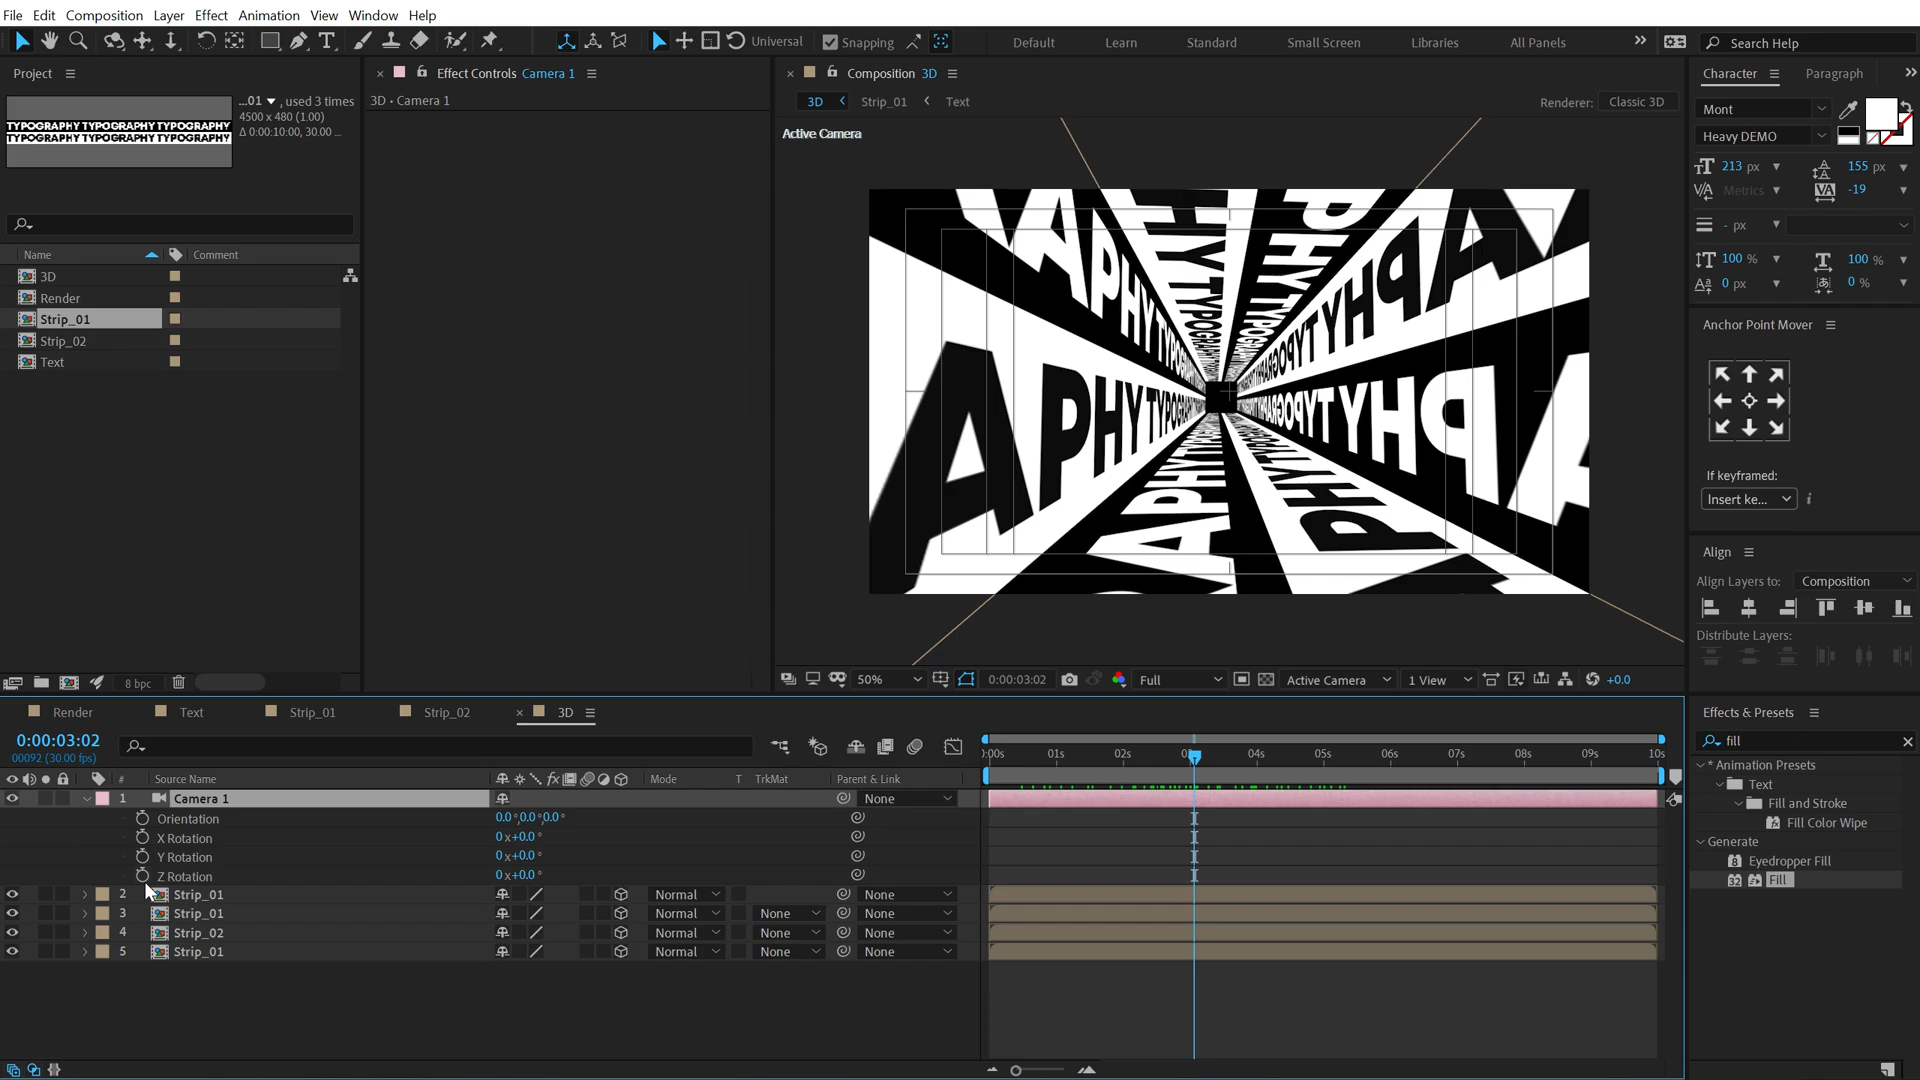 File Edit Composition Layer Effect Animation View Window Help
Universal Snapping Default Learn Standard Small Screen Libraries All Panels Search Help
Project
...01 , used 3 times
4500 x 480 (1.00)
Δ 0:00:10:00, 30.00 ...
TYPOGRAPHY TYPOGRAPHY TYPOGRAPHY
TYPOGRAPHY TYPOGRAPHY TYPOGRAPHY
Name Comment
3D
Render
Strip_01
Strip_02
Text
8 bpc
Effect Controls Camera 1
3D • Camera 1
Composition 3D
3D Strip_01 Text
Renderer: Classic 3D
Active Camera
PHY TYPOGRAPHY
50% 0:00:03:02 Full Active Camera 1 View +0.0
Character Paragraph
Mont
Heavy DEMO
213 px 155 px
Metrics -19
- px
100 % 100 %
0 px 0 %
Anchor Point Mover
If keyframed:
Insert ke...
Align
Align Layers to: Composition
Distribute Layers:
Effects & Presets
fill
* Animation Presets
Text
Fill and Stroke
Fill Color Wipe
Generate
Eyedropper Fill
Fill
Render Text Strip_01 Strip_02 3D
0:00:03:02
00092 (30.00 fps)
:00s 01s 02s 03s 04s 05s 06s 07s 08s 09s 10s
# Source Name Mode T TrkMat Parent & Link
1 Camera 1 None
Orientation 0.0°,0.0°,0.0°
X Rotation 0 x+0.0°
Y Rotation 0 x+0.0°
Z Rotation 0 x+0.0°
2 Strip_01 Normal None
3 Strip_01 Normal None None
4 Strip_02 Normal None None
5 Strip_01 Normal None None